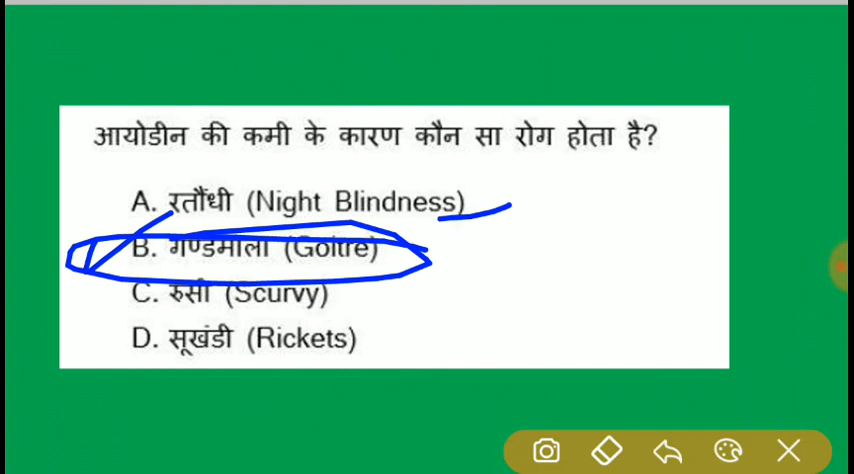 आयोडीन की कमी के कारण कौन सा रोग होता है?
A. रतौंधी (Night Blindness)
B. गण्डमाला (Goitre)
C. रुसी (Scurvy)
D. सूखंडी (Rickets)